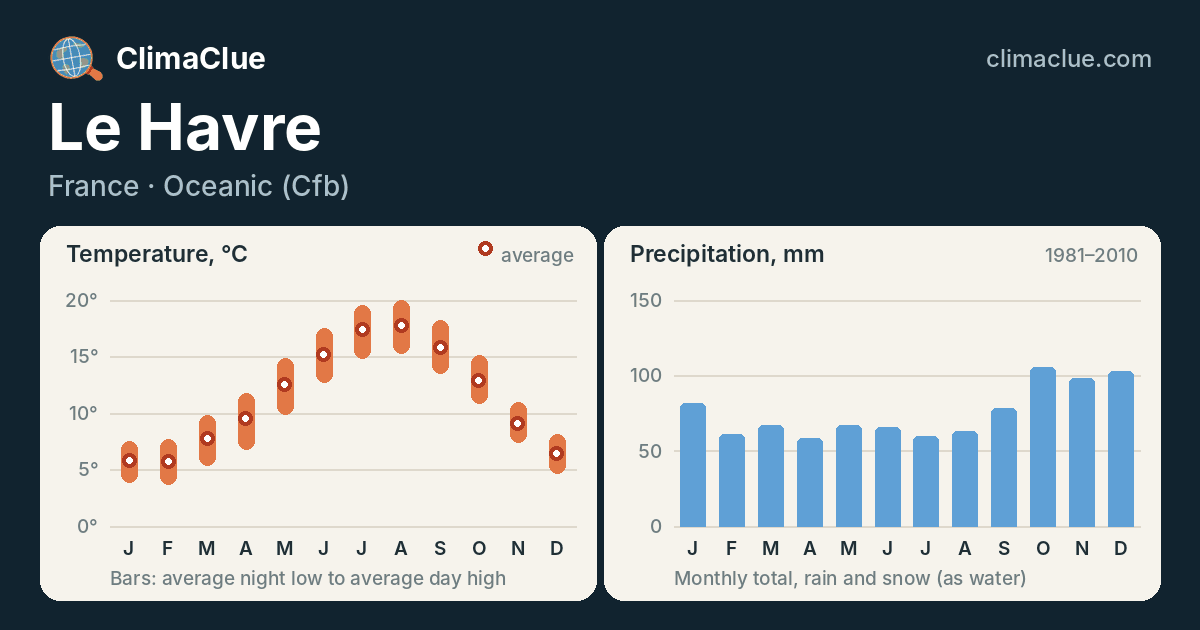 ClimaClue
climaclue.com
Le Havre
France · Oceanic (Cfb)
Temperature, °C
average
20°
15°
10°
5°
0°
J F M A M J J A S O N D
Bars: average night low to average day high
Precipitation, mm
1981–2010
150
100
50
0
J F M A M J J A S O N D
Monthly total, rain and snow (as water)